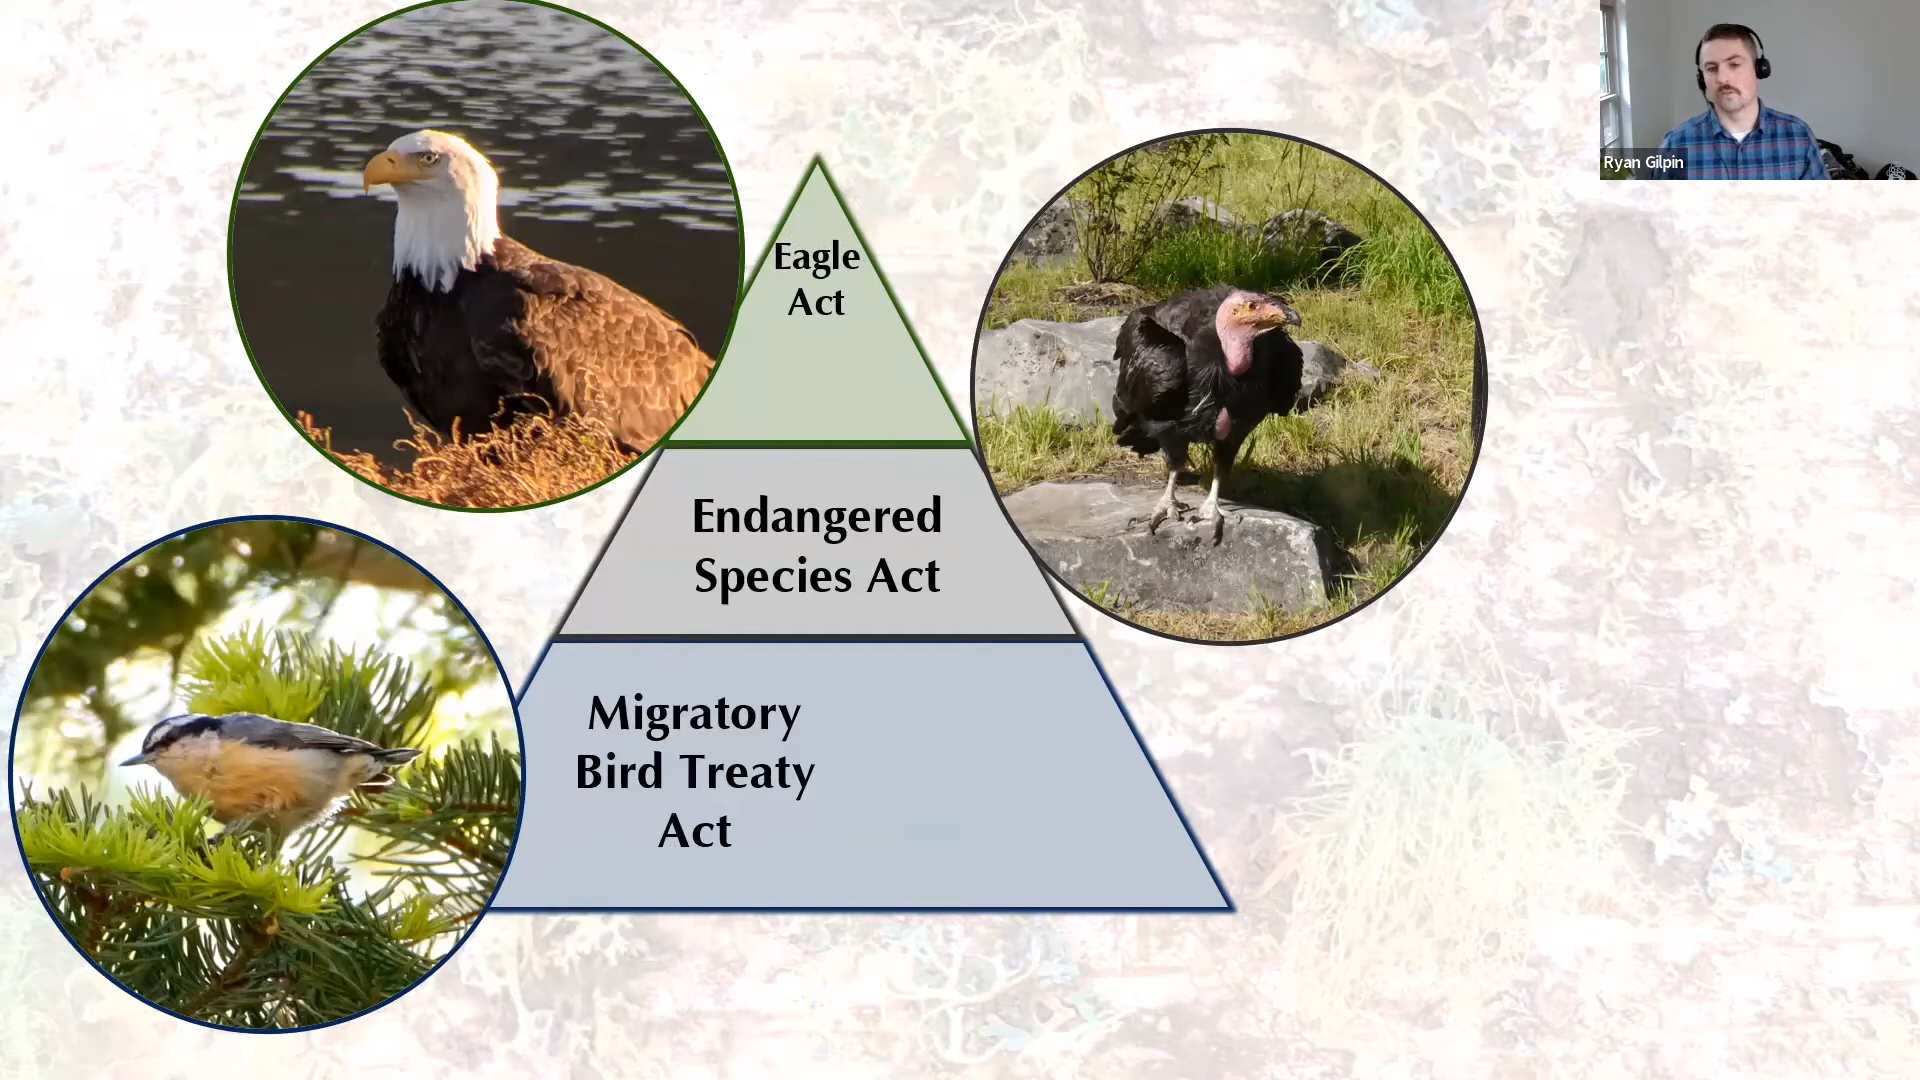 Ryan Gilpin
Eagle
Act
Endangered
Species Act
Migratory
Bird Treaty
Act